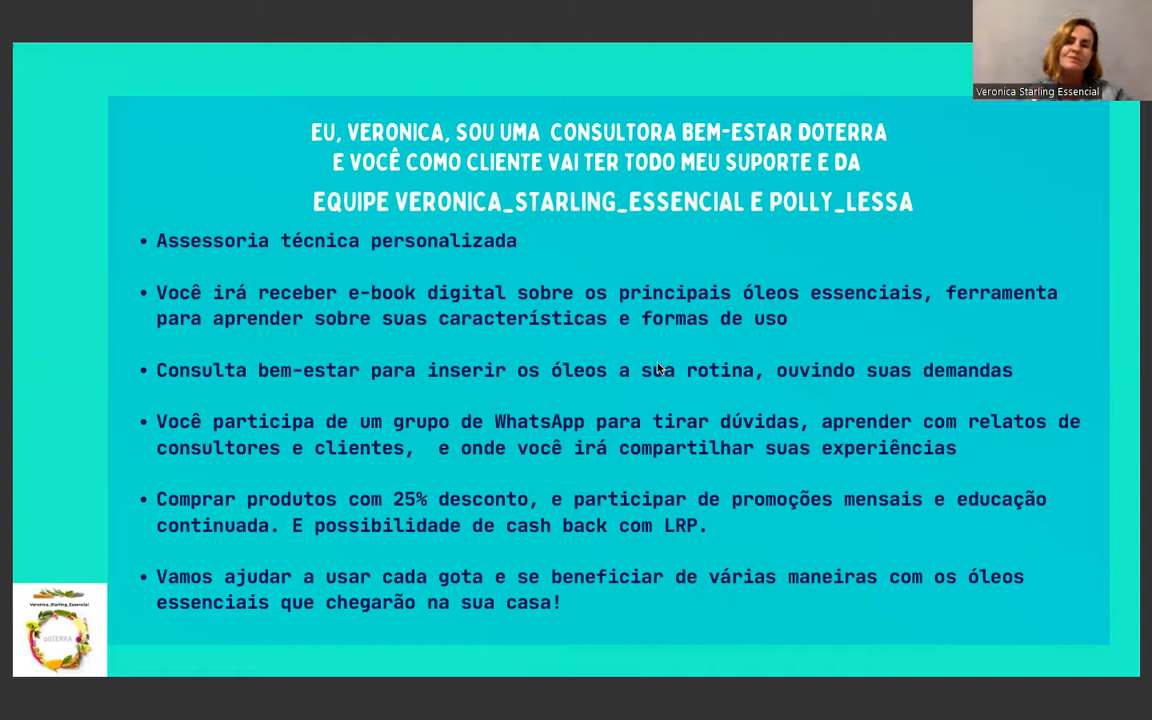 Veronica Starling Essencial
EU, VERONICA, SOU UMA CONSULTORA BEM-ESTAR DOTERRA
E VOCÊ COMO CLIENTE VAI TER TODO MEU SUPORTE E DA
EQUIPE VERONICA_STARLING_ESSENCIAL E POLLY_LESSA
• Assessoria técnica personalizada
• Você irá receber e-book digital sobre os principais óleos essenciais, ferramenta
para aprender sobre suas características e formas de uso
• Consulta bem-estar para inserir os óleos a sua rotina, ouvindo suas demandas
• Você participa de um grupo de WhatsApp para tirar dúvidas, aprender com relatos de
consultores e clientes, e onde você irá compartilhar suas experiências
• Comprar produtos com 25% desconto, e participar de promoções mensais e educação
continuada. E possibilidade de cash back com LRP.
• Vamos ajudar a usar cada gota e se beneficiar de várias maneiras com os óleos
essenciais que chegarão na sua casa!
Veronica_Starling_Essencial
dōTERRA